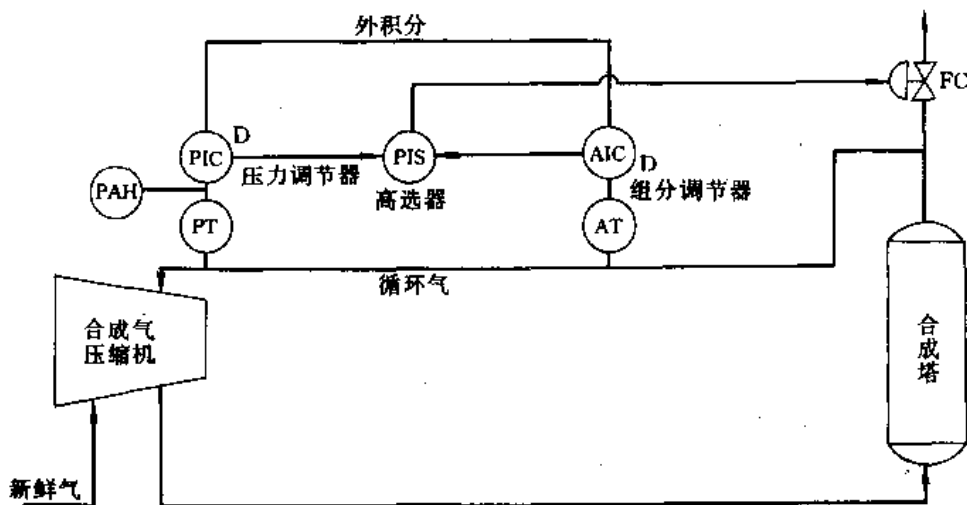 外积分
D
PIC
PIS
AIC
D
压力调节器
高选器
组分调节器
PAH
PT
AT
循环气
合成气
压缩机
合成塔
新鲜气